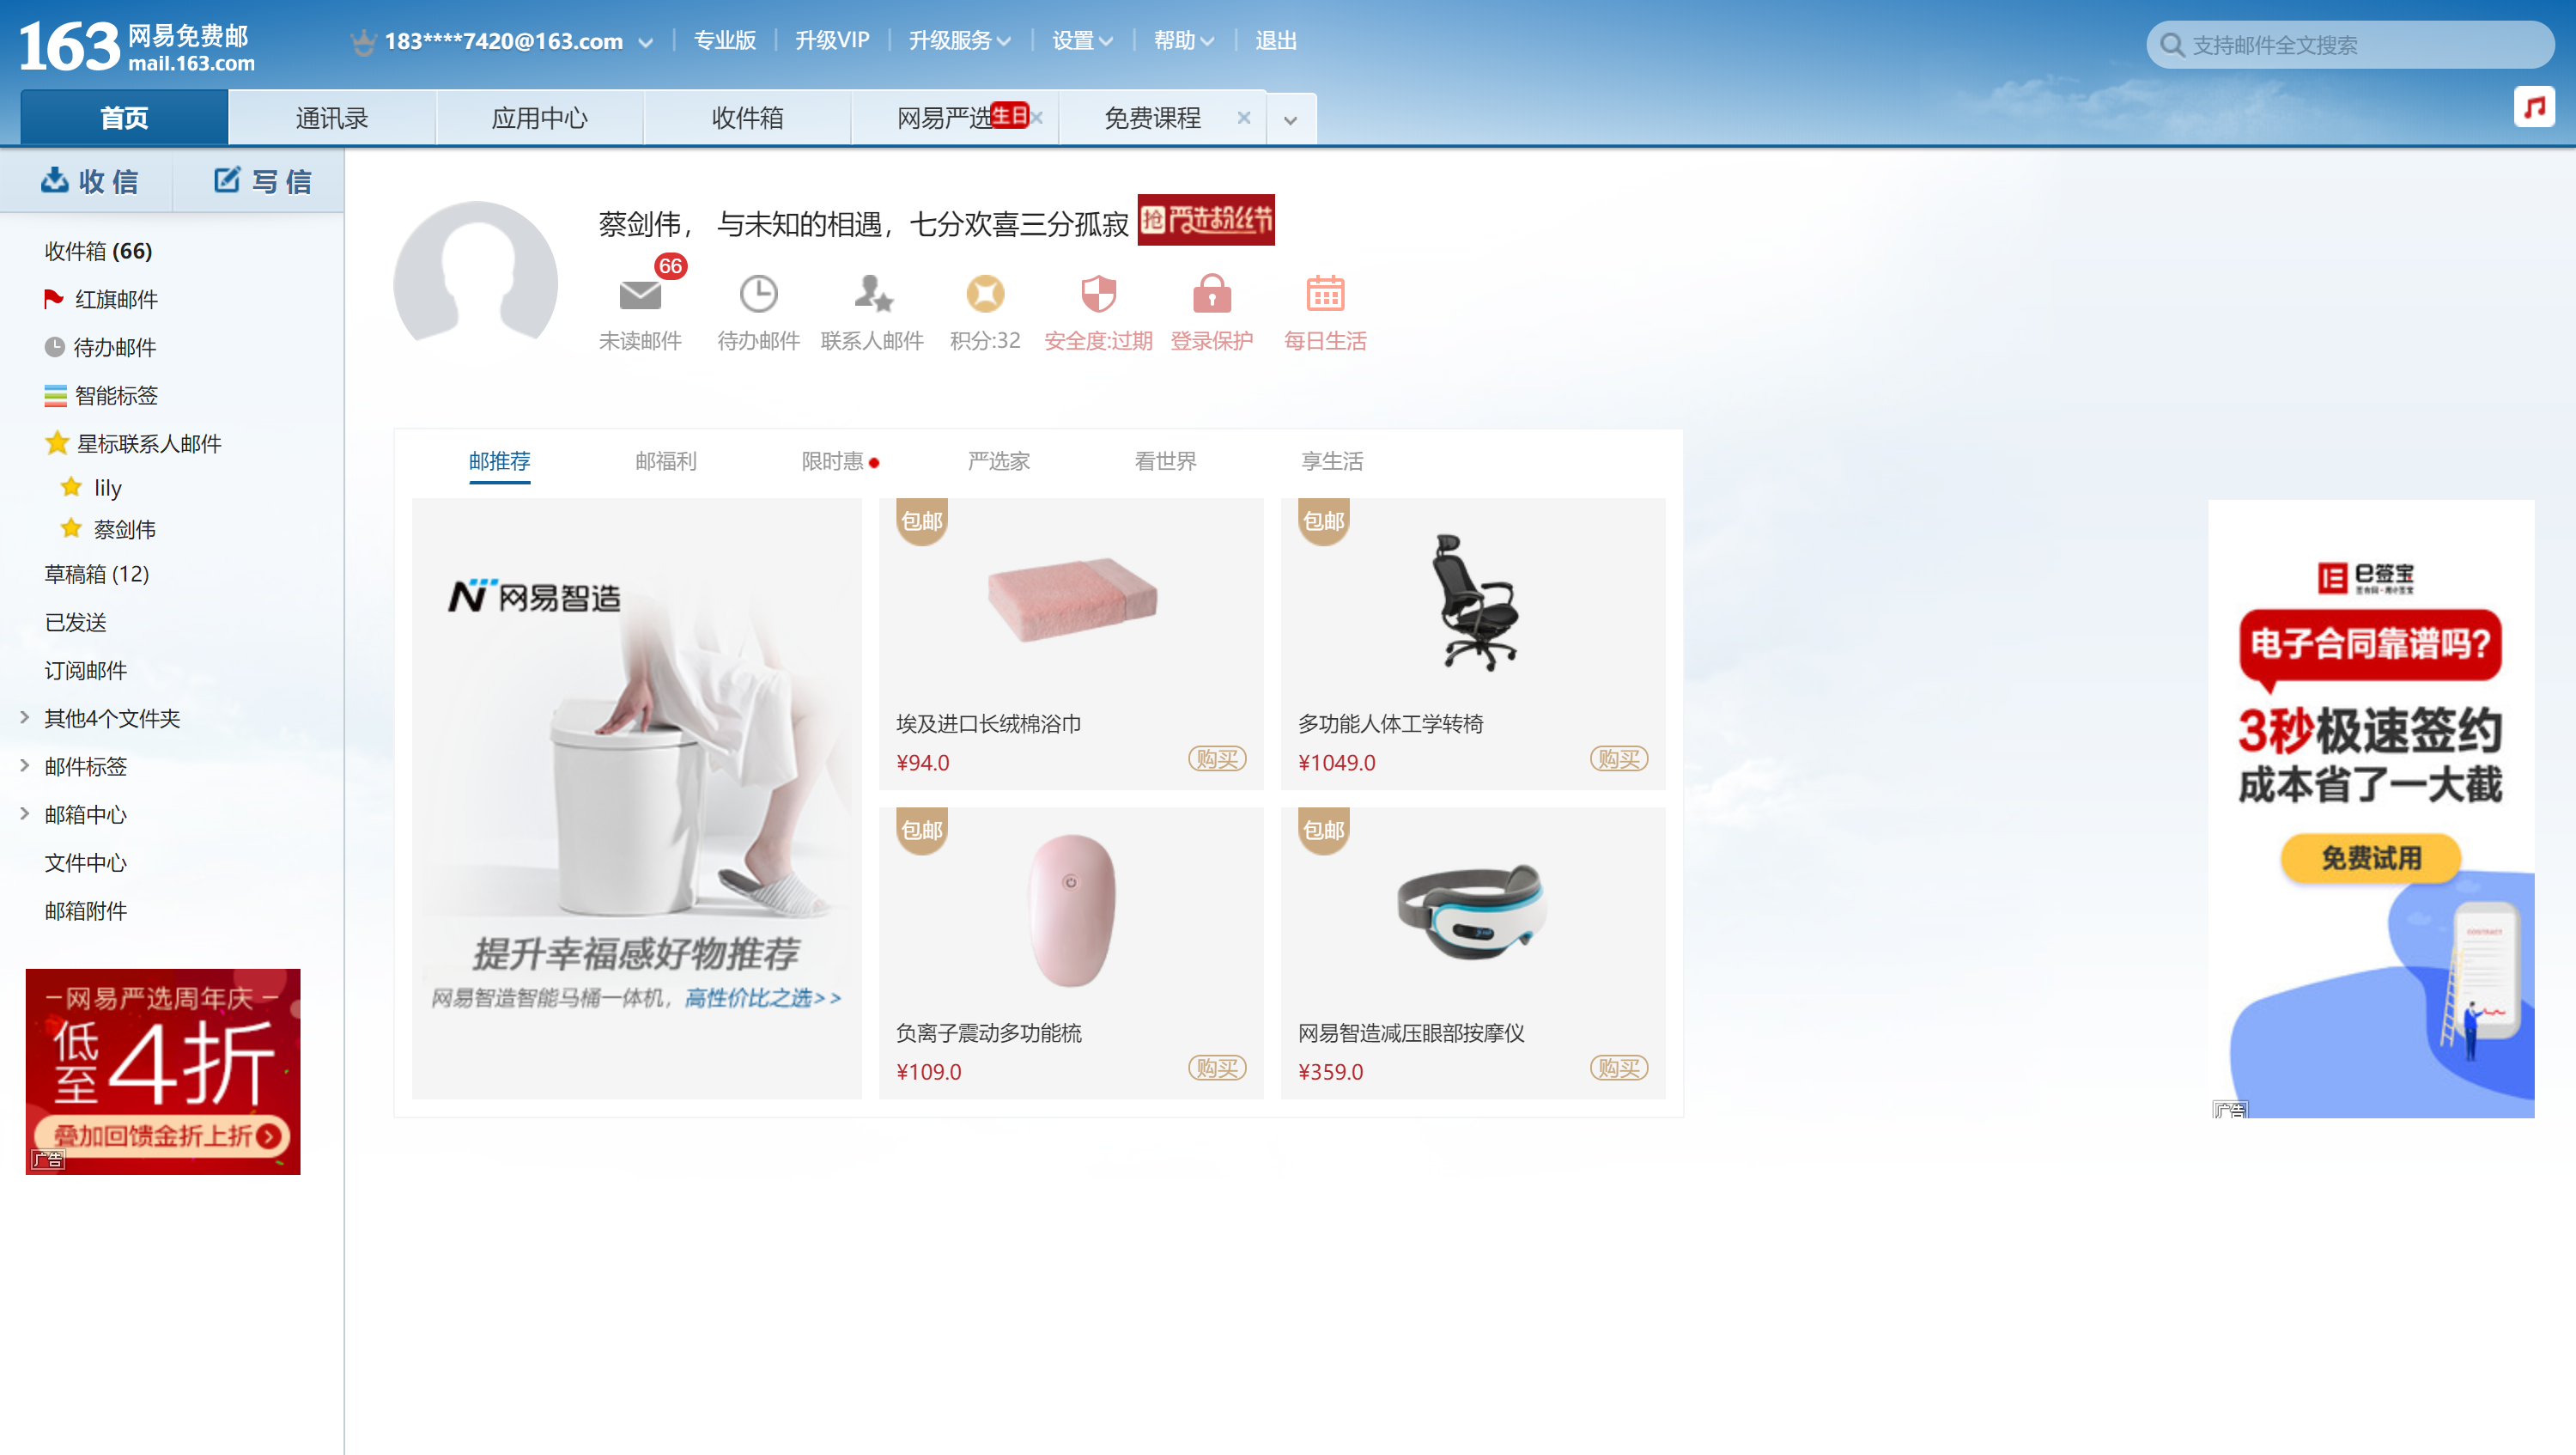 163 网易免费邮
mail.163.com
183****7420@163.com
专业版
升级VIP
升级服务
设置
帮助
退出
支持邮件全文搜索
首页
通讯录
应用中心
收件箱
网易严选
生日
免费课程
收信
写信
收件箱 (66)
红旗邮件
待办邮件
智能标签
星标联系人邮件
lily
蔡剑伟
草稿箱 (12)
已发送
订阅邮件
其他4个文件夹
邮件标签
邮箱中心
文件中心
邮箱附件
网易严选周年庆
低至4折
叠加回馈金折上折
广告
蔡剑伟， 与未知的相遇，七分欢喜三分孤寂
抢 严选粉丝节
66
未读邮件
待办邮件
联系人邮件
积分:32
安全度:过期
登录保护
每日生活
邮推荐
邮福利
限时惠
严选家
看世界
享生活
网易智造
提升幸福感好物推荐
网易智造智能马桶一体机，高性价比之选>>
包邮
埃及进口长绒棉浴巾
¥94.0
购买
包邮
多功能人体工学转椅
¥1049.0
购买
包邮
负离子震动多功能梳
¥109.0
购买
包邮
网易智造减压眼部按摩仪
¥359.0
购买
e签宝
电子合同靠谱吗?
3秒极速签约
成本省了一大截
免费试用
CONTRACT
广告